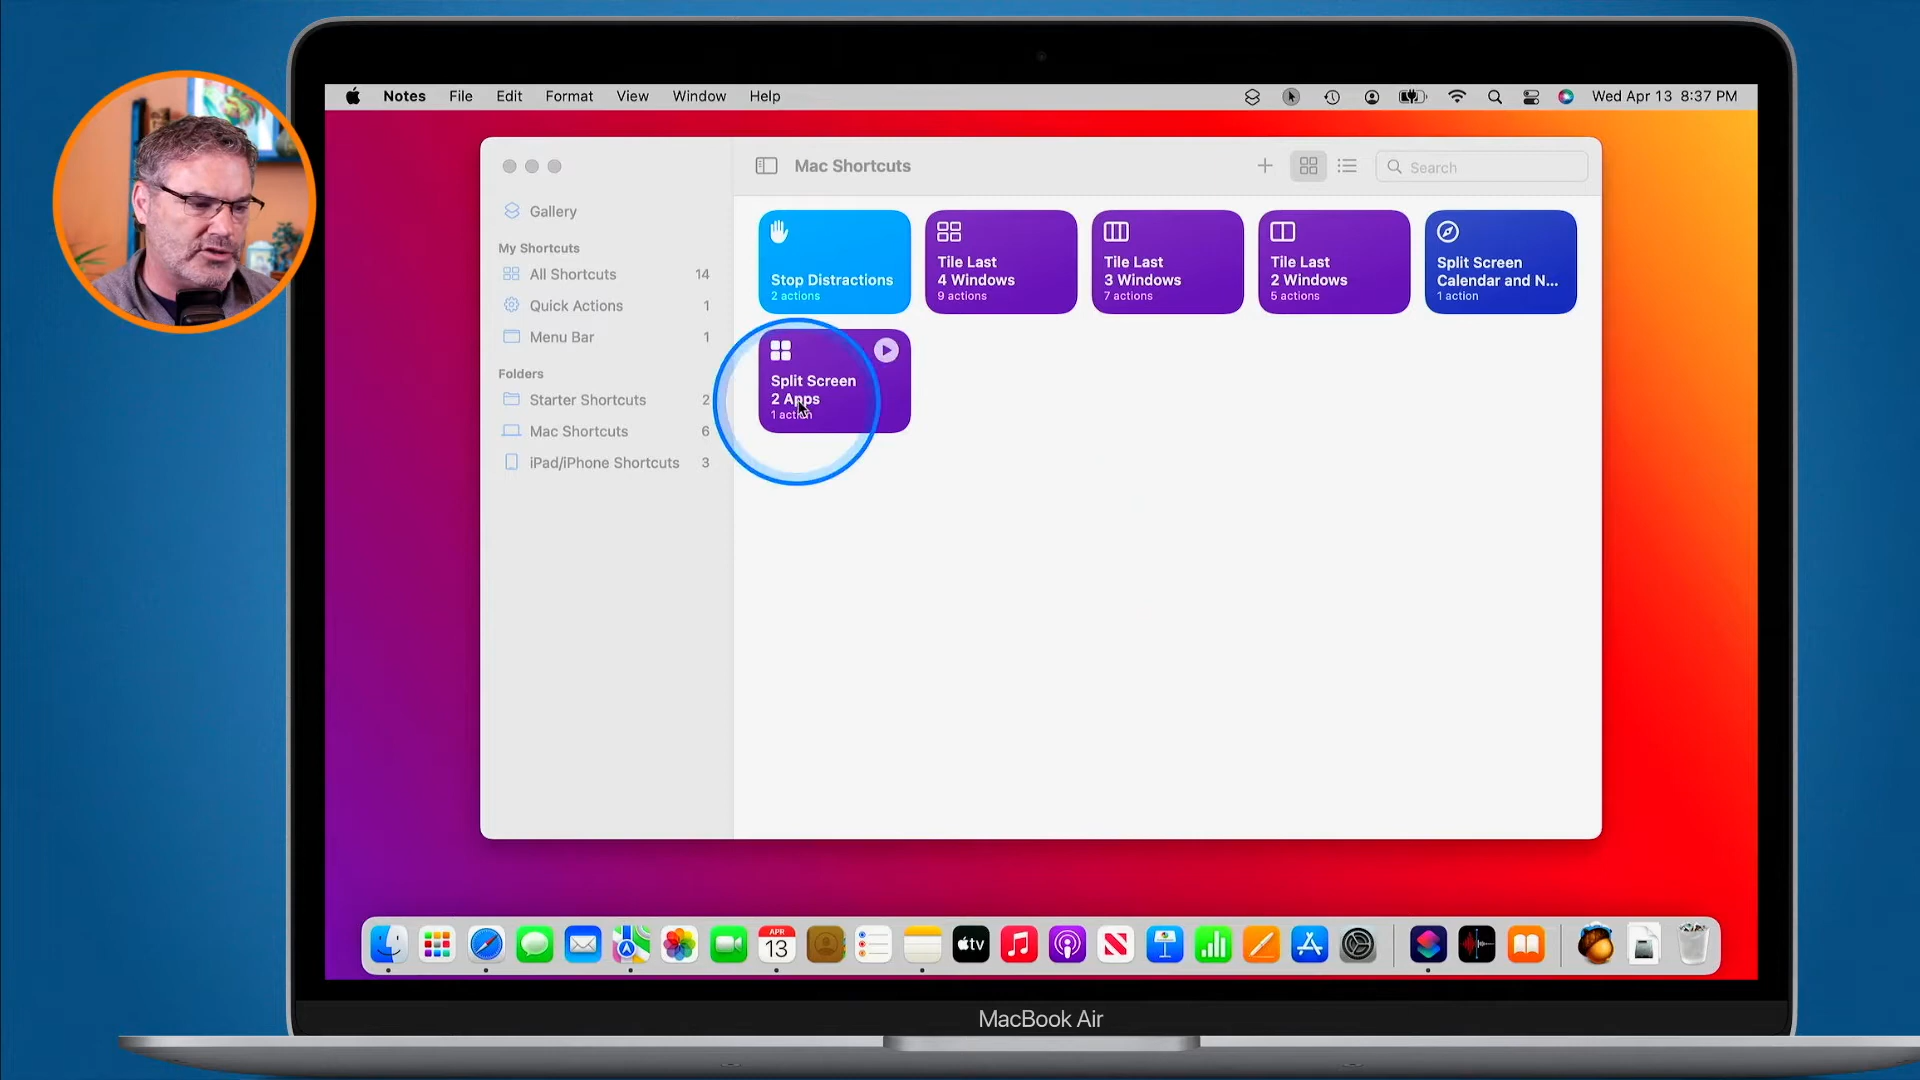 Notes File Edit Format View Window Help Wed Apr 13 8:37 PM
Mac Shortcuts
Search
Gallery
My Shortcuts
All Shortcuts 14
Quick Actions 1
Menu Bar 1
Folders
Starter Shortcuts 2
Mac Shortcuts 6
iPad/iPhone Shortcuts 3
Stop Distractions
2 actions
Tile Last
4 Windows
9 actions
Tile Last
3 Windows
7 actions
Tile Last
2 Windows
5 actions
Split Screen
Calendar and N...
1 action
Split Screen
2 Apps
1 action
APR
13
tv
MacBook Air